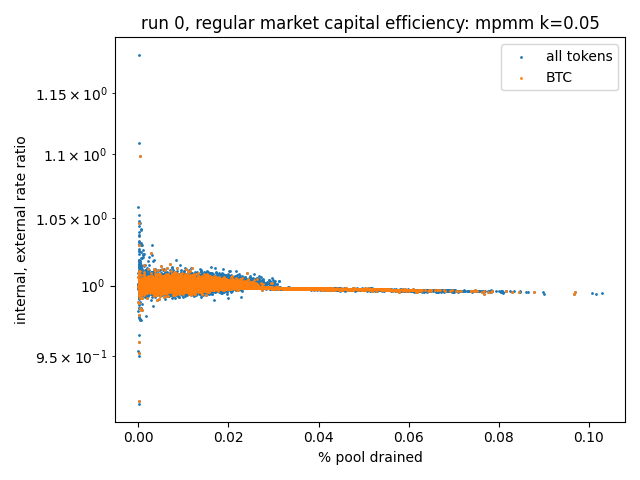 run 0, regular market capital efficiency: mpmm k=0.05
all tokens
BTC
internal, external rate ratio
1.15 × 10⁰
1.1 × 10⁰
1.05 × 10⁰
10⁰
9.5 × 10⁻¹
0.00 0.02 0.04 0.06 0.08 0.10
% pool drained